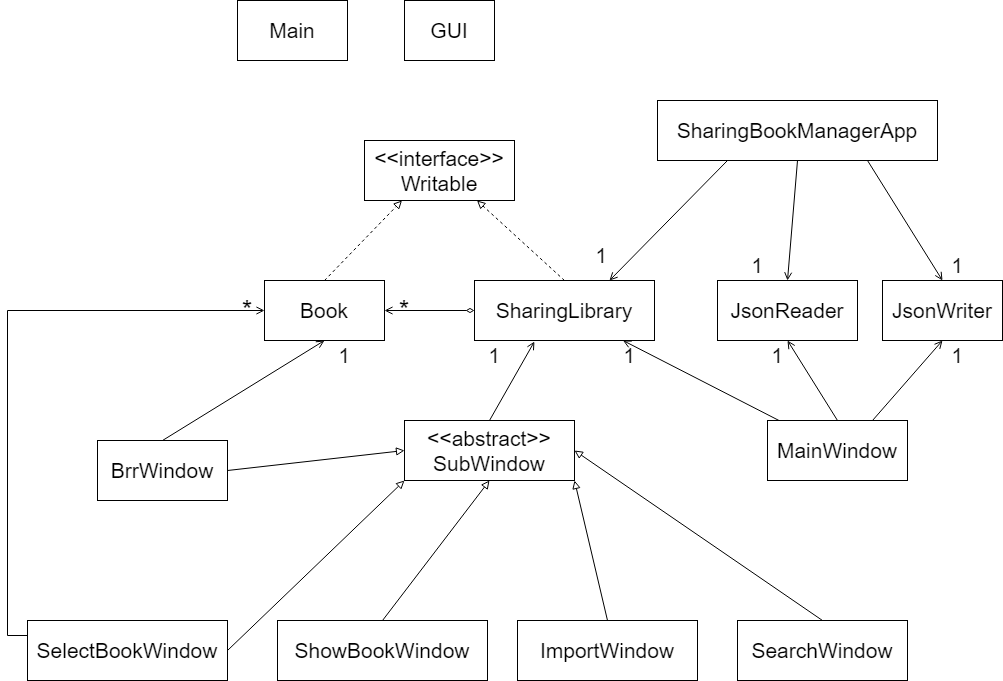 Main
GUI
SharingBookManagerApp
<<interface>>
Writable
1
1
1
*
*
Book
SharingLibrary
JsonReader
JsonWriter
1
1
1
1
1
<<abstract>>
SubWindow
MainWindow
BrrWindow
SelectBookWindow
ShowBookWindow
ImportWindow
SearchWindow